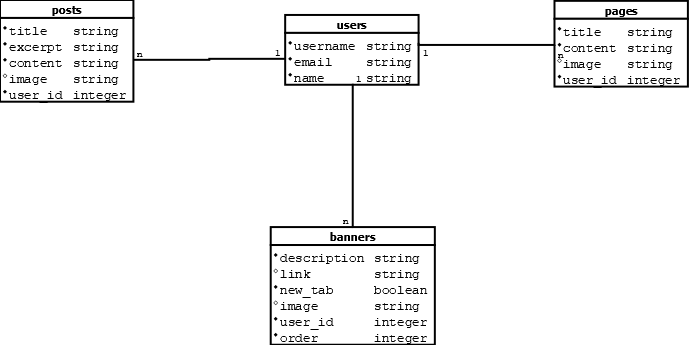 posts
*title string
*excerpt string
*content string
°image string
*user_id integer
n
1
users
*username string
*email string
*name string
1
1
pages
*title string
*content string
n
°image string
*user_id integer
n
banners
*description string
°link string
*new_tab boolean
°image string
*user_id integer
*order integer